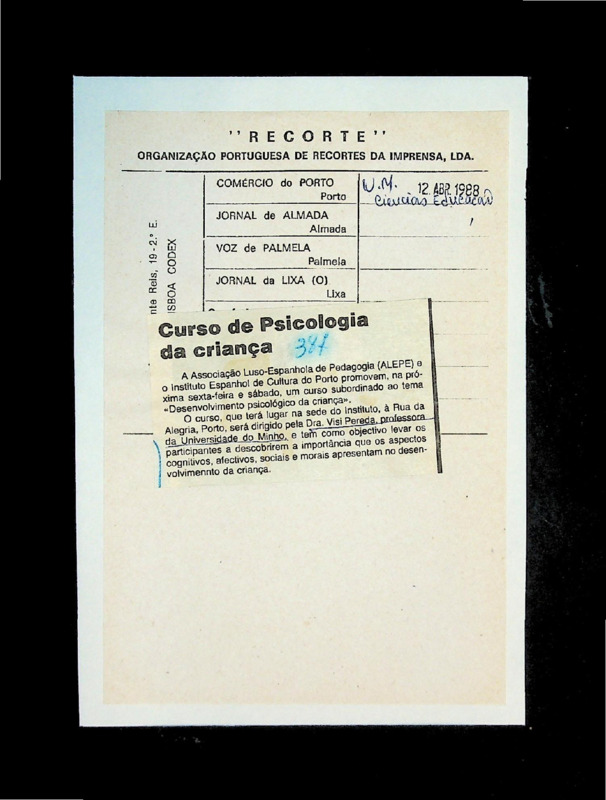 "RECORTE"
ORGANIZAÇÃO PORTUGUESA DE RECORTES DA IMPRENSA, LDA.
COMÉRCIO do PORTO
Porto
U.M. 12. ABR. 1988
Ciências Educação
JORNAL de ALMADA
Almada
VOZ de PALMELA
Palmela
JORNAL da LIXA (O)
Lixa
nte Reis, 19-2.º E.
ISBOA CODEX
Curso de Psicologia
da criança 387
A Associação Luso-Espanhola de Pedagogia (ALEPE) e
o Instituto Espanhol de Cultura do Porto promovem, na pró-
xima sexta-feira e sábado, um curso subordinado ao tema
«Desenvolvimento psicológico da criança».
O curso, que terá lugar na sede do Instituto, à Rua da
Alegria, Porto, será dirigido pela Dra. Visi Pereda, professora
da Universidade do Minho, e tem como objectivo levar os
participantes a descobrirem a importância que os aspectos
cognitivos, afectivos, sociais e morais apresentam no desen-
volvimennto da criança.